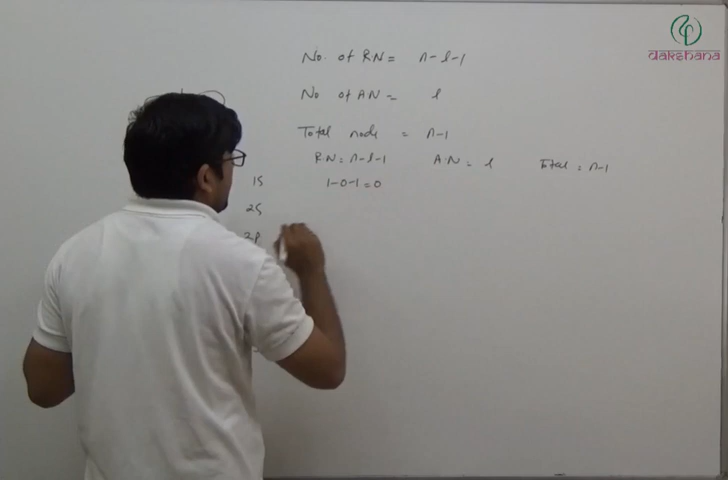 dakshana
No. of RN = n-l-1
No of AN = l
Total node = n-1
RN = n-l-1 A.N = l Total = n-1
1S 1-0-1=0
2S
2P